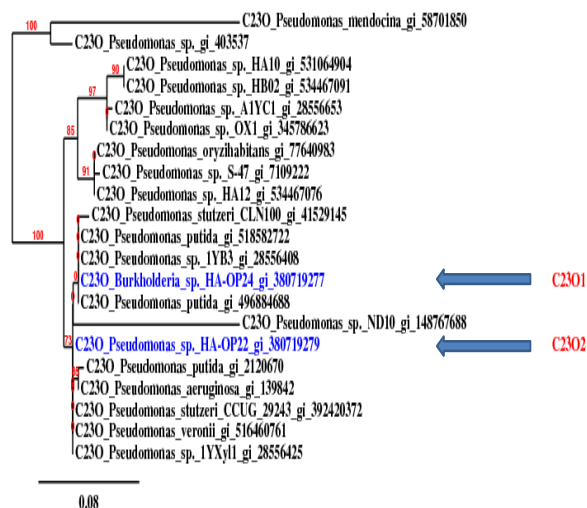 100
C23O_Pseudomonas_mendocina_gi_58701850
C23O_Pseudomonas_sp._gi_403537
90
C23O_Pseudomonas_sp._HA10_gi_531064904
C23O_Pseudomonas_sp._HB02_gi_534467091
97
C23O_Pseudomonas_sp._A1YC1_gi_28556653
C23O_Pseudomonas_sp._OX1_gi_345786623
85
C23O_Pseudomonas_oryzihabitans_gi_77640983
91
C23O_Pseudomonas_sp._S-47_gi_7109222
C23O_Pseudomonas_sp._HA12_gi_534467076
C23O_Pseudomonas_stutzeri_CLN100_gi_41529145
100
C23O_Pseudomonas_putida_gi_518582722
C23O_Pseudomonas_sp._1YB3_gi_28556408
C23O_Burkholderia_sp._HA-OP24_gi_380719277 C23O1
C23O_Pseudomonas_putida_gi_496884688
C23O_Pseudomonas_sp._ND10_gi_148767688
73
C23O_Pseudomonas_sp._HA-OP22_gi_380719279 C23O2
C23O_Pseudomonas_putida_gi_2120670
C23O_Pseudomonas_aeruginosa_gi_139842
C23O_Pseudomonas_stutzeri_CCUG_29243_gi_392420372
C23O_Pseudomonas_veronii_gi_516460761
C23O_Pseudomonas_sp._1YXyl1_gi_28556425
0.08